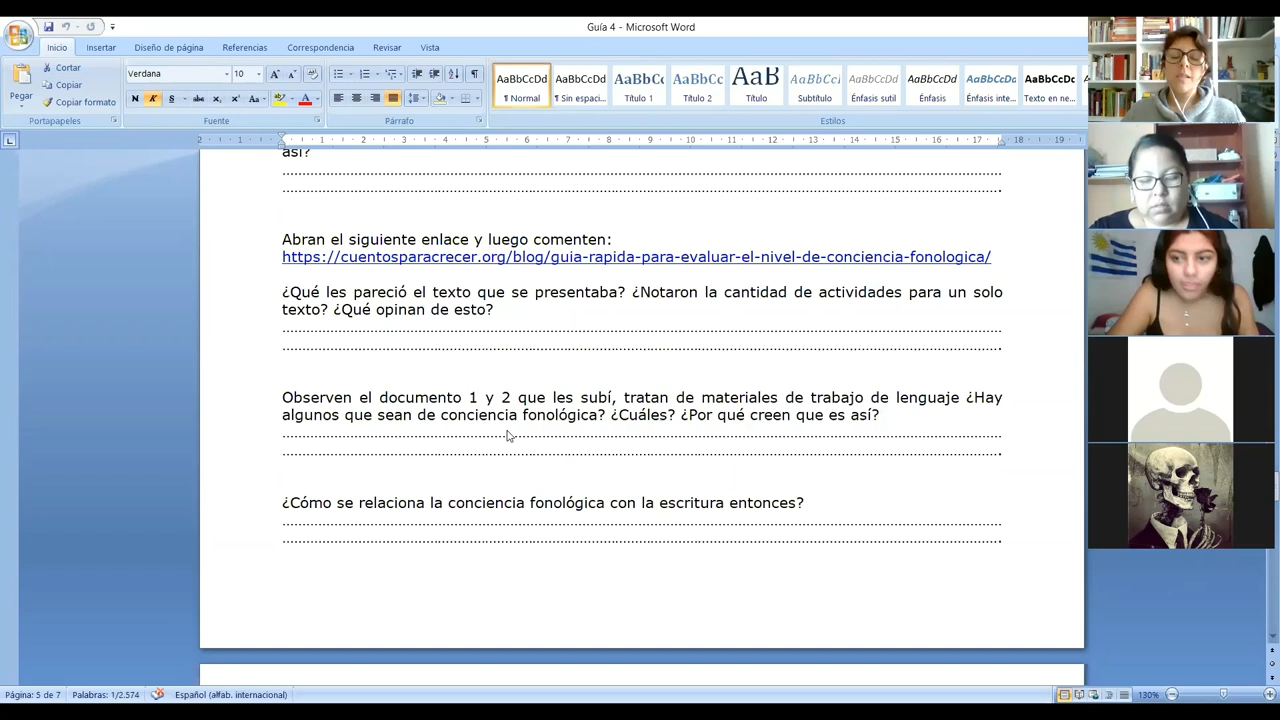 Guía 4 - Microsoft Word
Inicio Insertar Diseño de página Referencias Correspondencia Revisar Vista
Pegar
Cortar
Copiar
Copiar formato
Portapapeles
Verdana 10
Fuente
Párrafo
AaBbCcDd AaBbCcDd AaBbCc AaBbCc AaB AaBbCcDd AaBbCcDd AaBbCcDd AaBbCcDd AaBbCcDd
¶ Normal ¶ Sin espaci... Título 1 Título 2 Título Subtítulo Énfasis sutil Énfasis Énfasis inte... Texto en ne...
Estilos
así?
Abran el siguiente enlace y luego comenten:
https://cuentosparacrecer.org/blog/guia-rapida-para-evaluar-el-nivel-de-conciencia-fonologica/
¿Qué les pareció el texto que se presentaba? ¿Notaron la cantidad de actividades para un solo
texto? ¿Qué opinan de esto?
Observen el documento 1 y 2 que les subí, tratan de materiales de trabajo de lenguaje ¿Hay
algunos que sean de conciencia fonológica? ¿Cuáles? ¿Por qué creen que es así?
¿Cómo se relaciona la conciencia fonológica con la escritura entonces?
Página: 5 de 7 Palabras: 1/2.574 Español (alfab. internacional) 130%